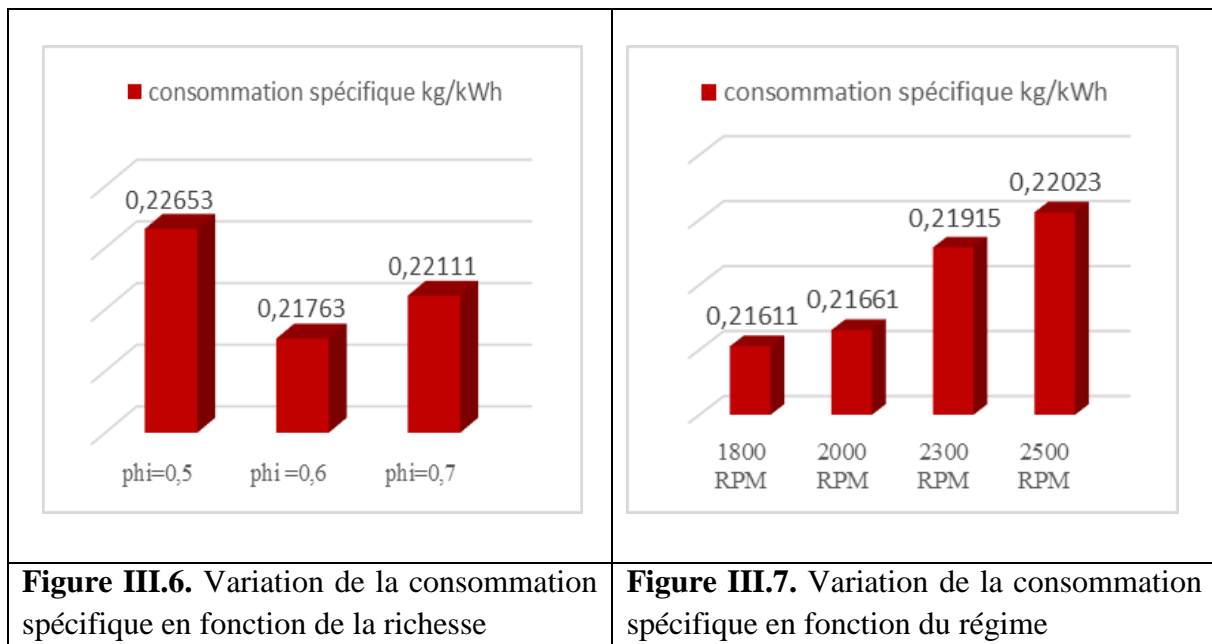 consommation spécifique kg/kWh
0,22653
0,21763
0,22111
phi=0,5
phi =0,6
phi=0,7
Figure III.6. Variation de la consommation
spécifique en fonction de la richesse
consommation spécifique kg/kWh
0,21611
0,21661
0,21915
0,22023
1800
RPM
2000
RPM
2300
RPM
2500
RPM
Figure III.7. Variation de la consommation
spécifique en fonction du régime